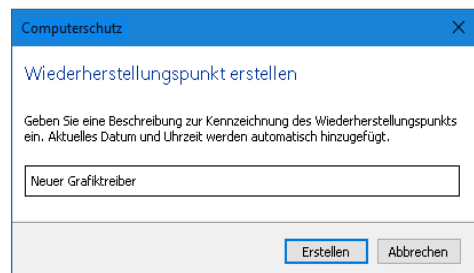 Computerschutz
Wiederherstellungspunkt erstellen
Geben Sie eine Beschreibung zur Kennzeichnung des Wiederherstellungspunkts
ein. Aktuelles Datum und Uhrzeit werden automatisch hinzugefügt.
Neuer Grafiktreiber
Erstellen Abbrechen